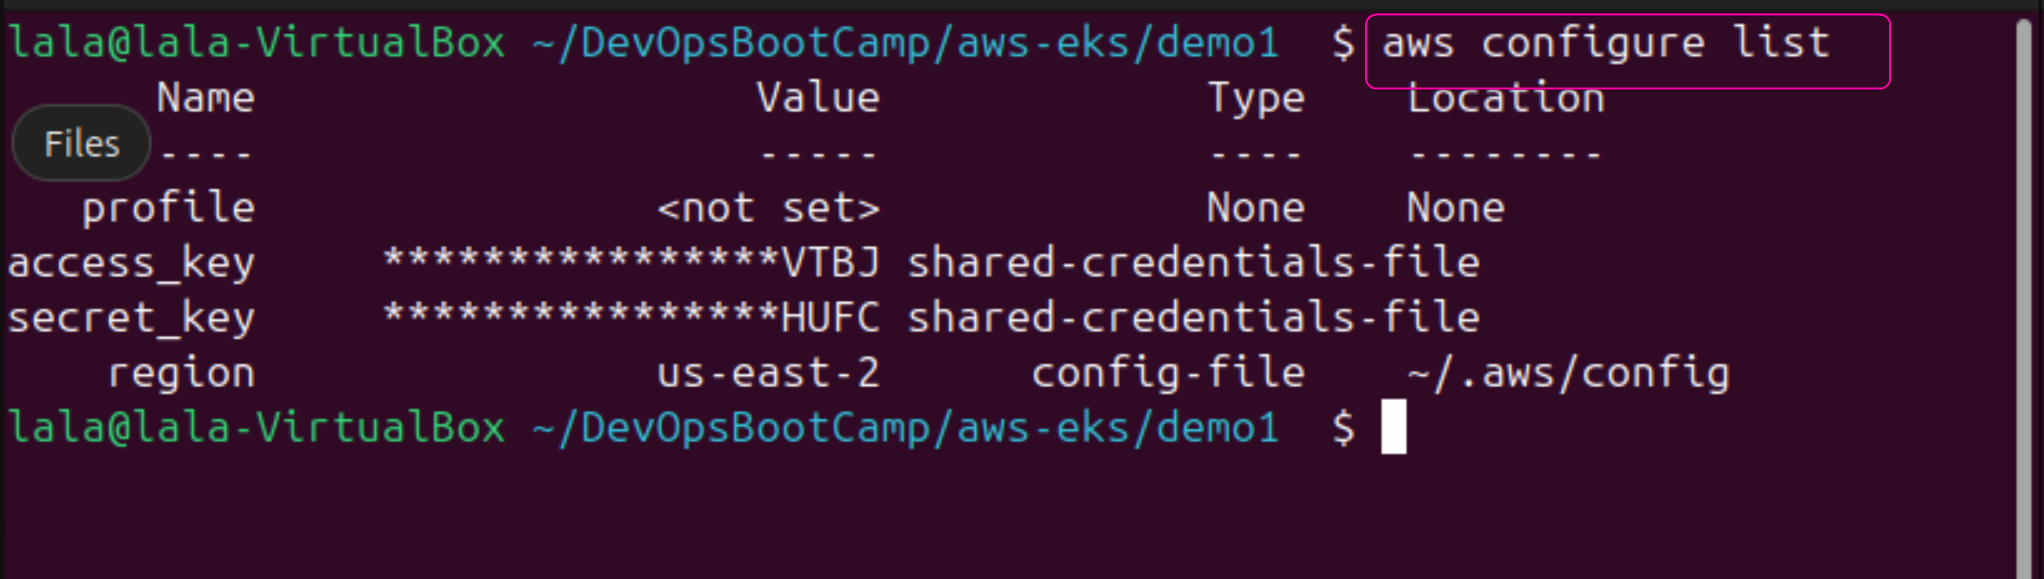 lala@lala-VirtualBox ~/DevOpsBootCamp/aws-eks/demo1 $ aws configure list
Name Value Type Location
Files ---- ----- ---- --------
profile <not set> None None
access_key ****************VTBJ shared-credentials-file
secret_key ****************HUFC shared-credentials-file
region us-east-2 config-file ~/.aws/config
lala@lala-VirtualBox ~/DevOpsBootCamp/aws-eks/demo1 $